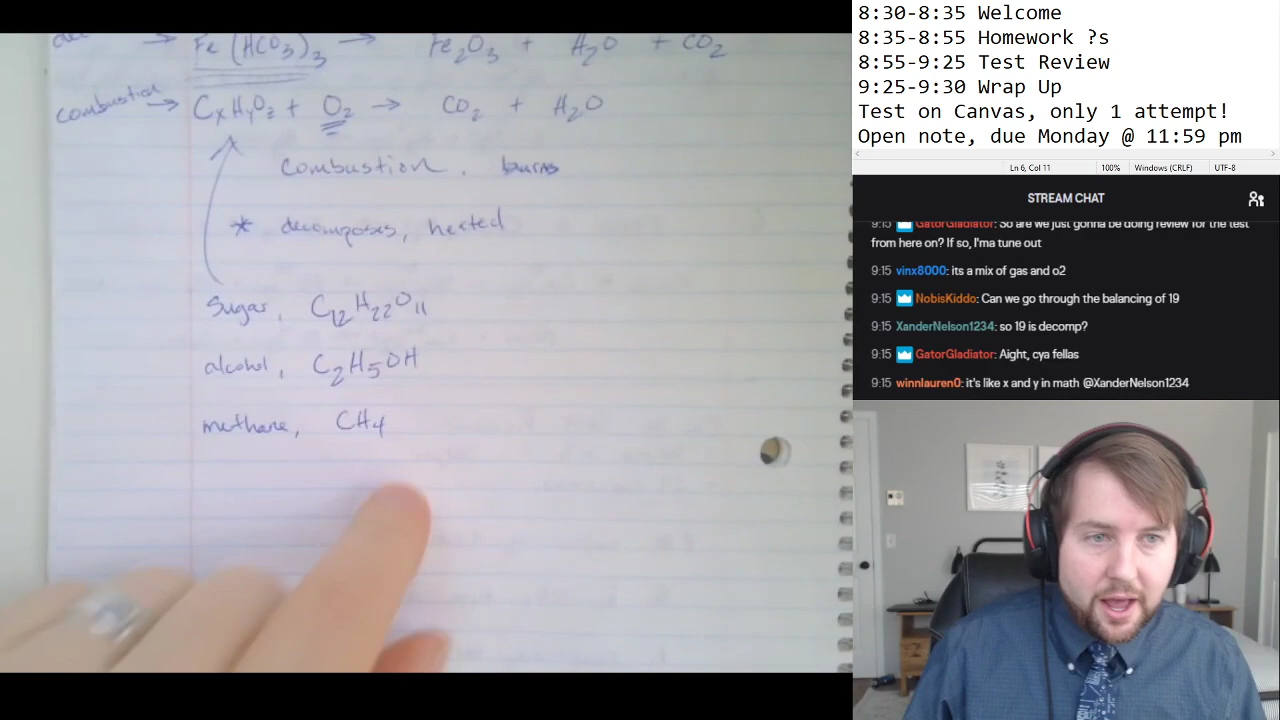 → Fe(HCO3)3 → Fe2O3 + H2O + CO2
combustion → CxHyOz + O2 → CO2 + H2O
combustion, burns
* decomposes, heated
sugar, C12H22O11
alcohol, C2H5OH
methane, CH4
8:30-8:35 Welcome
8:35-8:55 Homework ?s
8:55-9:25 Test Review
9:25-9:30 Wrap Up
Test on Canvas, only 1 attempt!
Open note, due Monday @ 11:59 pm
Ln 6, Col 11 100% Windows (CRLF) UTF-8
STREAM CHAT
9:15 GatorGladiator: So are we just gonna be doing review for the test
from here on? If so, I'ma tune out
9:15 vinx8000: its a mix of gas and o2
9:15 NobisKiddo: Can we go through the balancing of 19
9:15 XanderNelson1234: so 19 is decomp?
9:15 GatorGladiator: Aight, cya fellas
9:15 winnlauren0: it's like x and y in math @XanderNelson1234